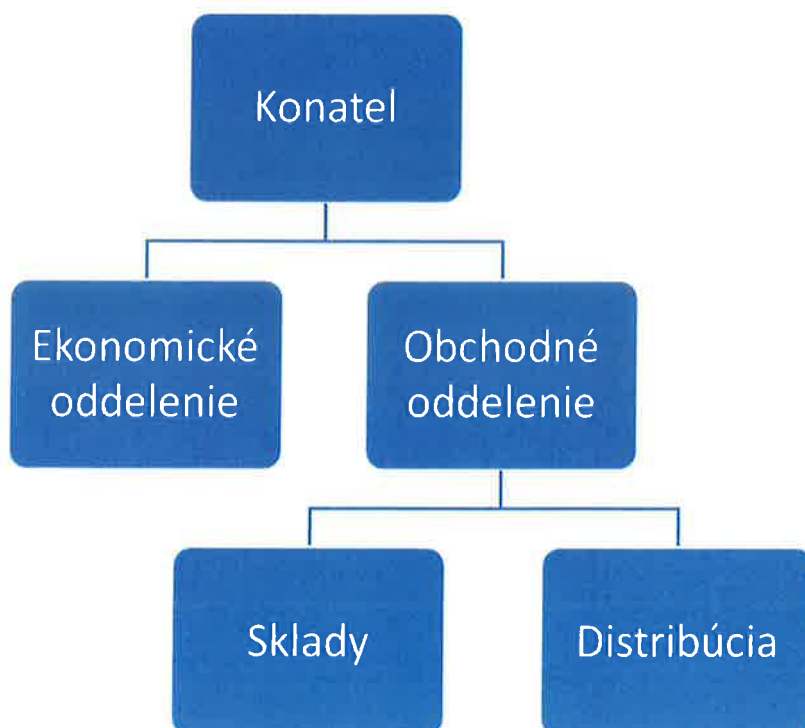 Konatel
Ekonomické
oddelenie
Obchodné
oddelenie
Sklady
Distribúcia